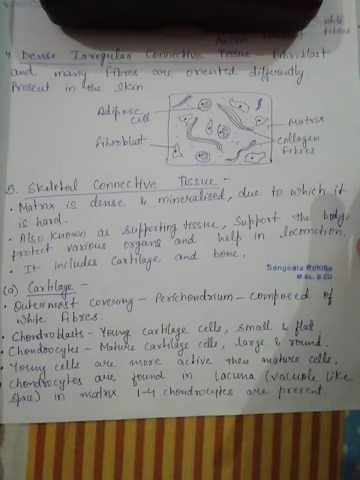 white
Fibres
4. Dense Irregular Connective Tissue - Fibroblast
and many Fibres are oriented differently
Present in the Skin
Adipose
cell
Fibroblast
Matrix
collagen
Fibres
5. Skeletal Connective Tissue -
• Matrix is dense & mineralised, due to which it
is hard.
• Also known as supporting tissue, Support the body,
protect various organs and help in locomotion.
• It includes cartilage and bone.
Sangeeta Rohilla
M.Sc. B.ED
(a) Cartilage -
• Outermost covering - Perichondrium - Composed of
white fibres.
• Chondroblasts - Young cartilage cells, small & flat
• Chondrocytes - Mature cartilage cells, large & round.
• Young cells are more active then mature cells.
• Chondrocytes are found in Lacuna (vacuole like
Space) in matrix. 1-4 chondrocytes are present.